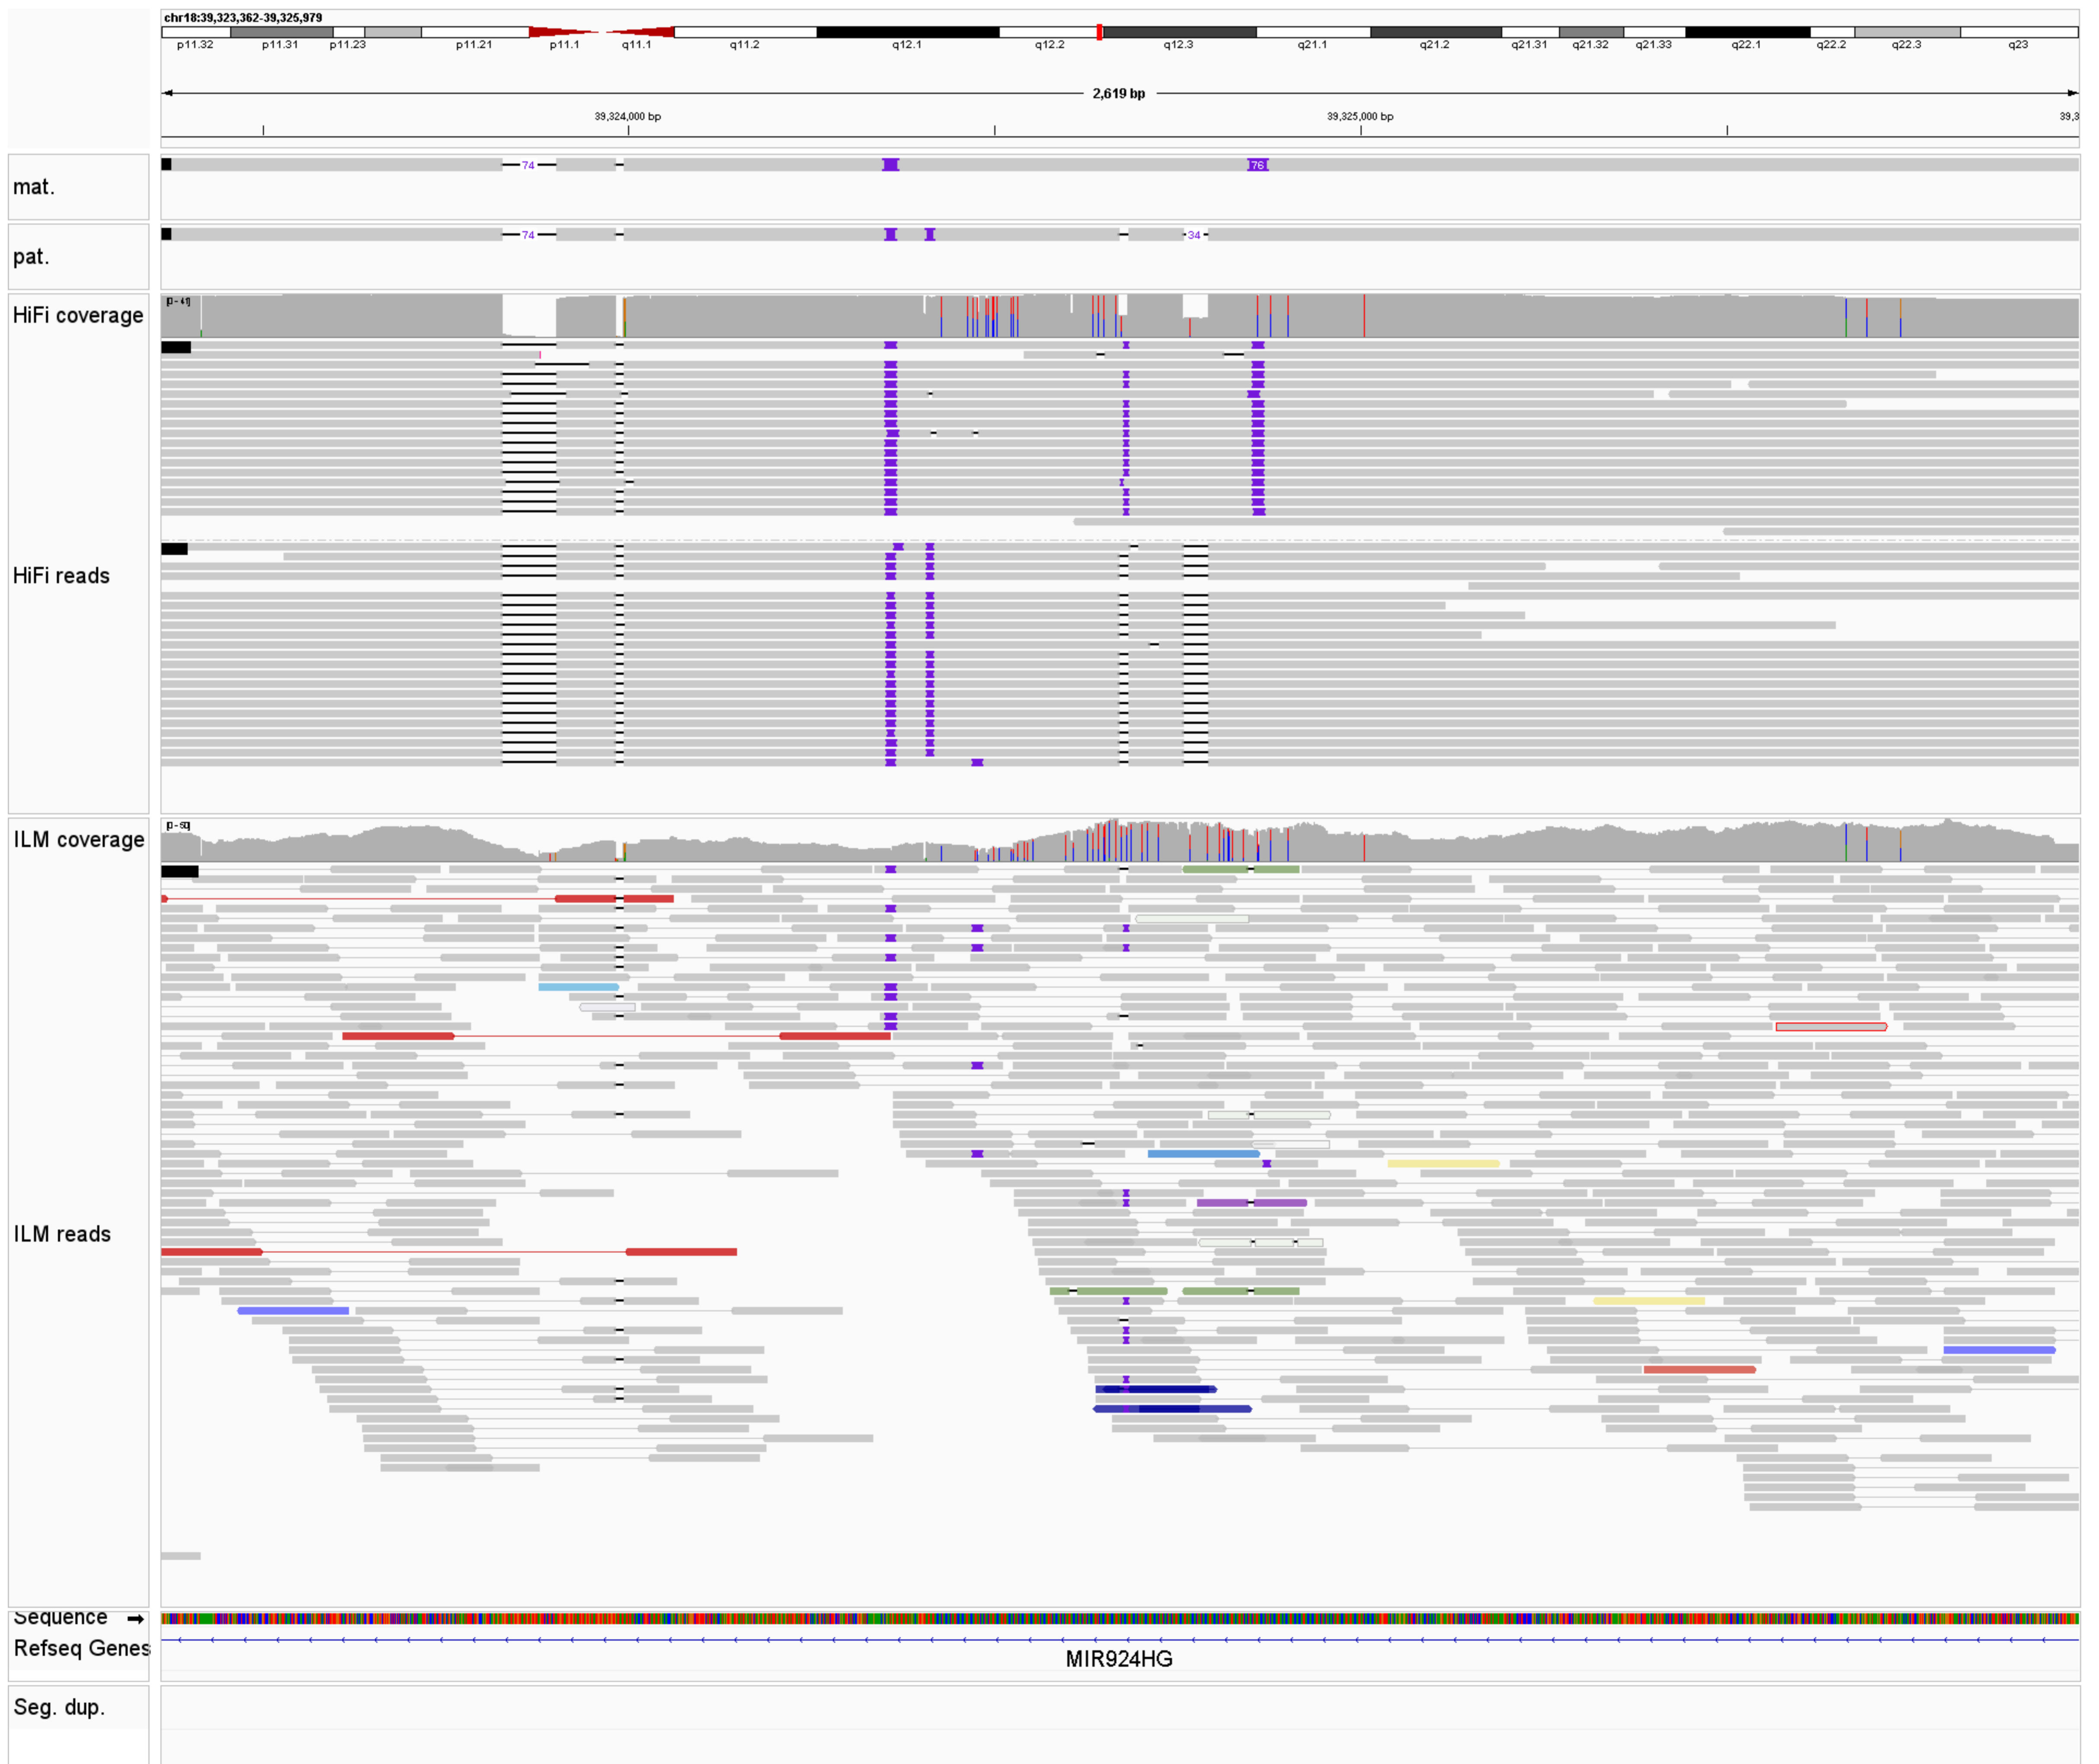 chr18:39,323,362-39,325,979
p11.32 p11.31 p11.23 p11.21 p11.1 q11.1 q11.2 q12.1 q12.2 q12.3 q21.1 q21.2 q21.31 q21.32 q21.33 q22.1 q22.2 q22.3 q23
2,619 bp
39,324,000 bp 39,325,000 bp 39,3
mat. 74 76
pat. 74 34
HiFi coverage
HiFi reads
ILM coverage
ILM reads
Sequence
Refseq Genes
MIR924HG
Seg. dup.